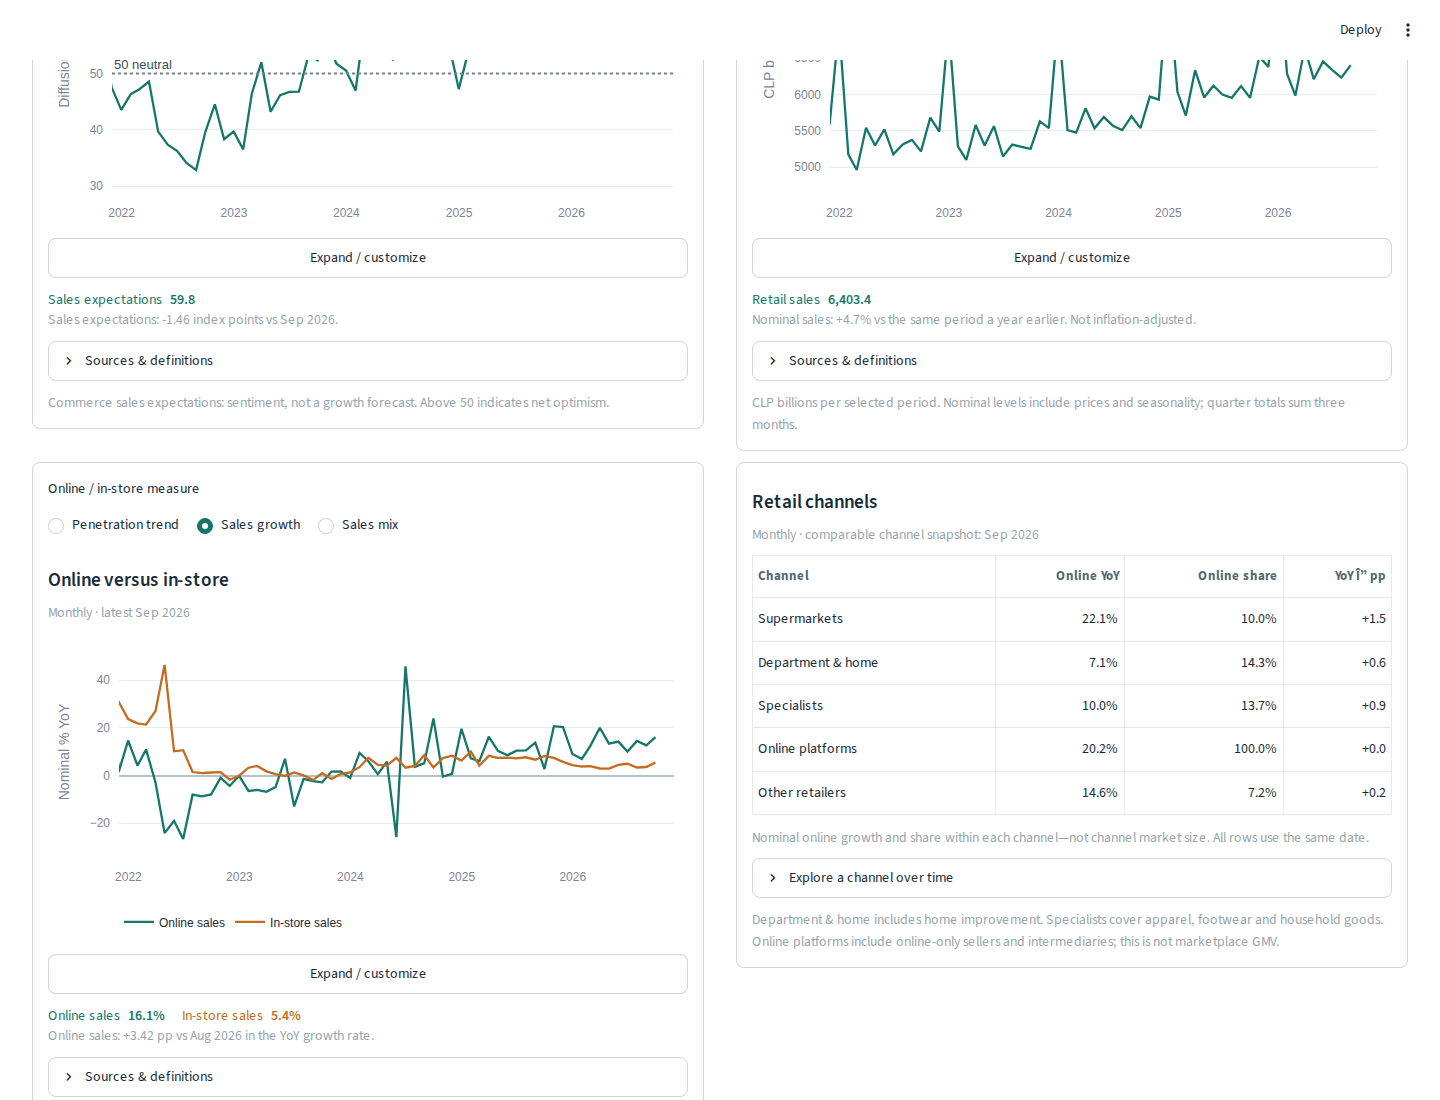 Deploy
Diffusio
50 neutral
50
40
30
2022 2023 2024 2025 2026
Expand / customize
Sales expectations 59.8
Sales expectations: -1.46 index points vs Sep 2026.
Sources & definitions
Commerce sales expectations: sentiment, not a growth forecast. Above 50 indicates net optimism.
CLP b
6000
5500
5000
2022 2023 2024 2025 2026
Expand / customize
Retail sales 6,403.4
Nominal sales: +4.7% vs the same period a year earlier. Not inflation-adjusted.
Sources & definitions
CLP billions per selected period. Nominal levels include prices and seasonality; quarter totals sum three
months.
Online / in-store measure
Penetration trend Sales growth Sales mix
Online versus in-store
Monthly · latest Sep 2026
Nominal % YoY
40
20
0
−20
2022 2023 2024 2025 2026
Online sales In-store sales
Expand / customize
Online sales 16.1% In-store sales 5.4%
Online sales: +3.42 pp vs Aug 2026 in the YoY growth rate.
Sources & definitions
Retail channels
Monthly · comparable channel snapshot: Sep 2026
Channel Online YoY Online share YoY Î” pp
Supermarkets 22.1% 10.0% +1.5
Department & home 7.1% 14.3% +0.6
Specialists 10.0% 13.7% +0.9
Online platforms 20.2% 100.0% +0.0
Other retailers 14.6% 7.2% +0.2
Nominal online growth and share within each channel—not channel market size. All rows use the same date.
Explore a channel over time
Department & home includes home improvement. Specialists cover apparel, footwear and household goods.
Online platforms include online-only sellers and intermediaries; this is not marketplace GMV.